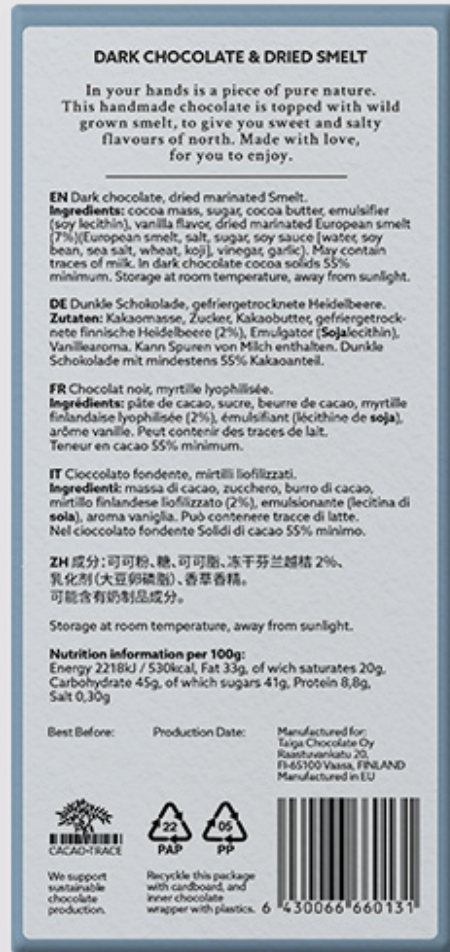 DARK CHOCOLATE & DRIED SMELT
In your hands is a piece of pure nature.
This handmade chocolate is topped with wild
grown smelt, to give you sweet and salty
flavours of north. Made with love,
for you to enjoy.
EN Dark chocolate, dried marinated Smelt.
Ingredients: cocoa mass, sugar, cocoa butter, emulsifier
(soy lecithin), vanilla flavor, dried marinated European smelt
(7%)(European smelt, salt, sugar, soy sauce [water, soy
bean, sea salt, wheat, koji], vinegar, garlic). May contain
traces of milk. In dark chocolate cocoa solids 55%
minimum. Storage at room temperature, away from sunlight.
DE Dunkle Schokolade, gefriergetrocknete Heidelbeere.
Zutaten: Kakaomasse, Zucker, Kakaobutter, gefriergetrock-
nete finnische Heidelbeere (2%), Emulgator (Sojalecithin),
Vanillearoma. Kann Spuren von Milch enthalten. Dunkle
Schokolade mit mindestens 55% Kakaoanteil.
FR Chocolat noir, myrtille lyophilisée.
Ingrédients: pâte de cacao, sucre, beurre de cacao, myrtille
finlandaise lyophilisée (2%), émulsifiant (lécithine de soja),
arôme vanille. Peut contenir des traces de lait.
Teneur en cacao 55% minimum.
IT Cioccolato fondente, mirtilli liofilizzati.
Ingredienti: massa di cacao, zucchero, burro di cacao,
mirtillo finlandese liofilizzato (2%), emulsionante (lecitina di
soia), aroma vaniglia. Può contenere tracce di latte.
Nel cioccolato fondente Solidi di cacao 55% minimo.
ZH 成分：可可粉、糖、可可脂、冻干芬兰越桔 2%、
乳化剂（大豆卵磷脂）、香草香精。
可能含有奶制品成分。
Storage at room temperature, away from sunlight.
Nutrition information per 100g:
Energy 2218kJ / 530kcal, Fat 33g, of wich saturates 20g,
Carbohydrate 45g, of which sugars 41g, Protein 8,8g,
Salt 0,30g
Best Before:
Production Date:
Manufactured for:
Taiga Chocolate Oy
Raastuvankatu 20,
FI-65100 Vaasa, FINLAND
Manufactured in EU
CACAO-TRACE
We support
sustainable
chocolate
production.
22
PAP
05
PP
Recyckle this package
with cardboard, and
inner chocolate
wrapper with plastics.
6 430066 660131